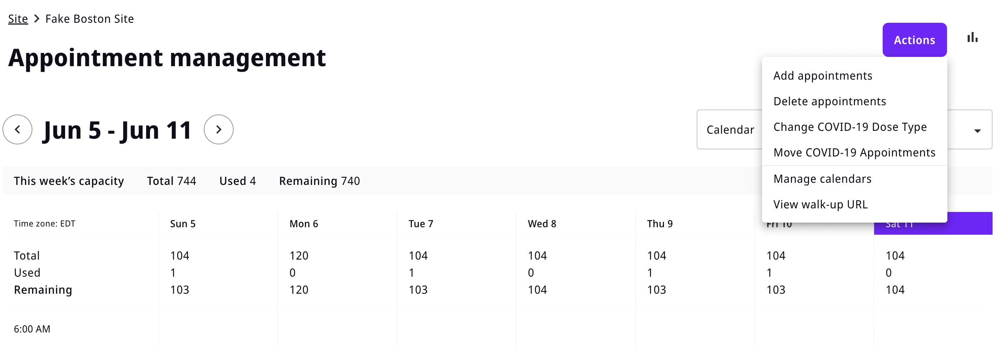 Site > Fake Boston Site
Actions
Appointment management
Add appointments
Delete appointments
Change COVID-19 Dose Type
Move COVID-19 Appointments
Manage calendars
View walk-up URL
Jun 5 - Jun 11
Calendar
This week’s capacity Total 744 Used 4 Remaining 740
Time zone: EDT Sun 5 Mon 6 Tue 7 Wed 8 Thu 9 Fri 10 Sat 11
Total 104 120 104 104 104 104 104
Used 1 0 1 0 1 1 0
Remaining 103 120 103 104 103 103 104
6:00 AM